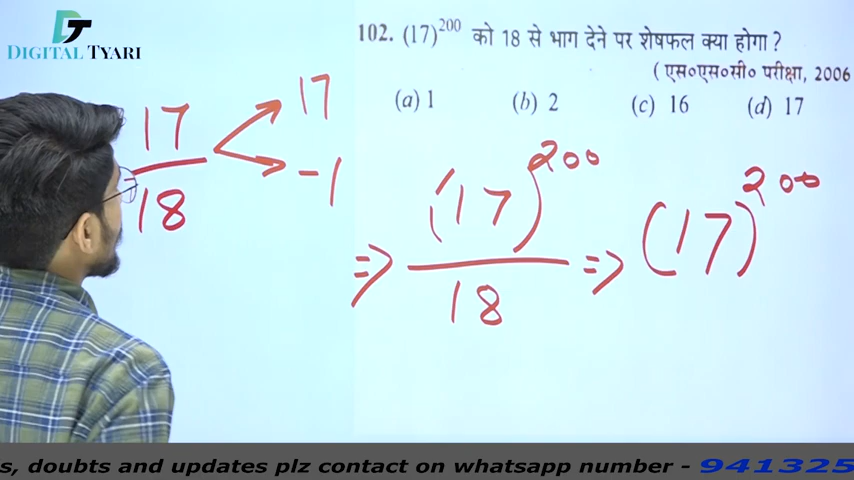 DIGITAL TYARI
102. (17)^200 को 18 से भाग देने पर शेषफल क्या होगा ?
( एस०एस०सी० परीक्षा, 2006
(a) 1 (b) 2 (c) 16 (d) 17
17/18 → 17
→ -1
⇒ (17)^200/18 ⇒ (17)^200
s, doubts and updates plz contact on whatsapp number - 941325